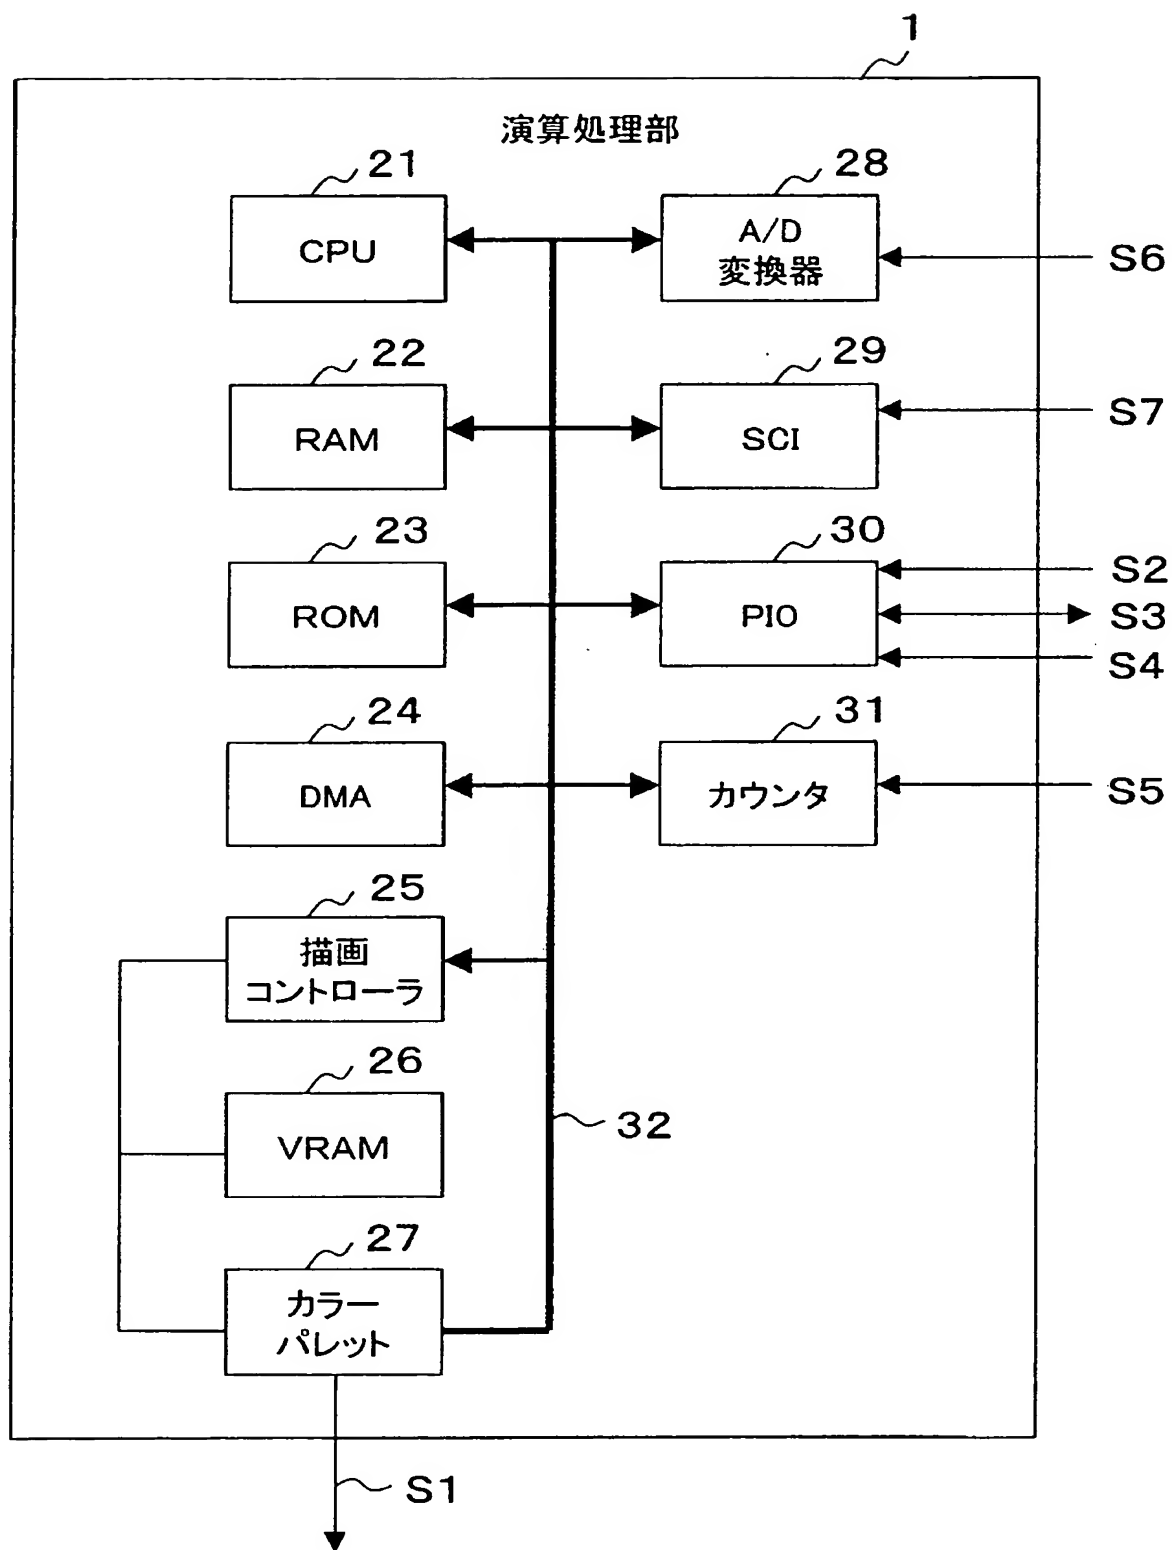 1
演算処理部
21
CPU
28
A/D
変換器
S6
22
RAM
29
SCI
S7
23
ROM
30
PIO
S2
S3
S4
24
DMA
31
カウンタ
S5
25
描画
コントローラ
26
VRAM
32
27
カラー
パレット
S1